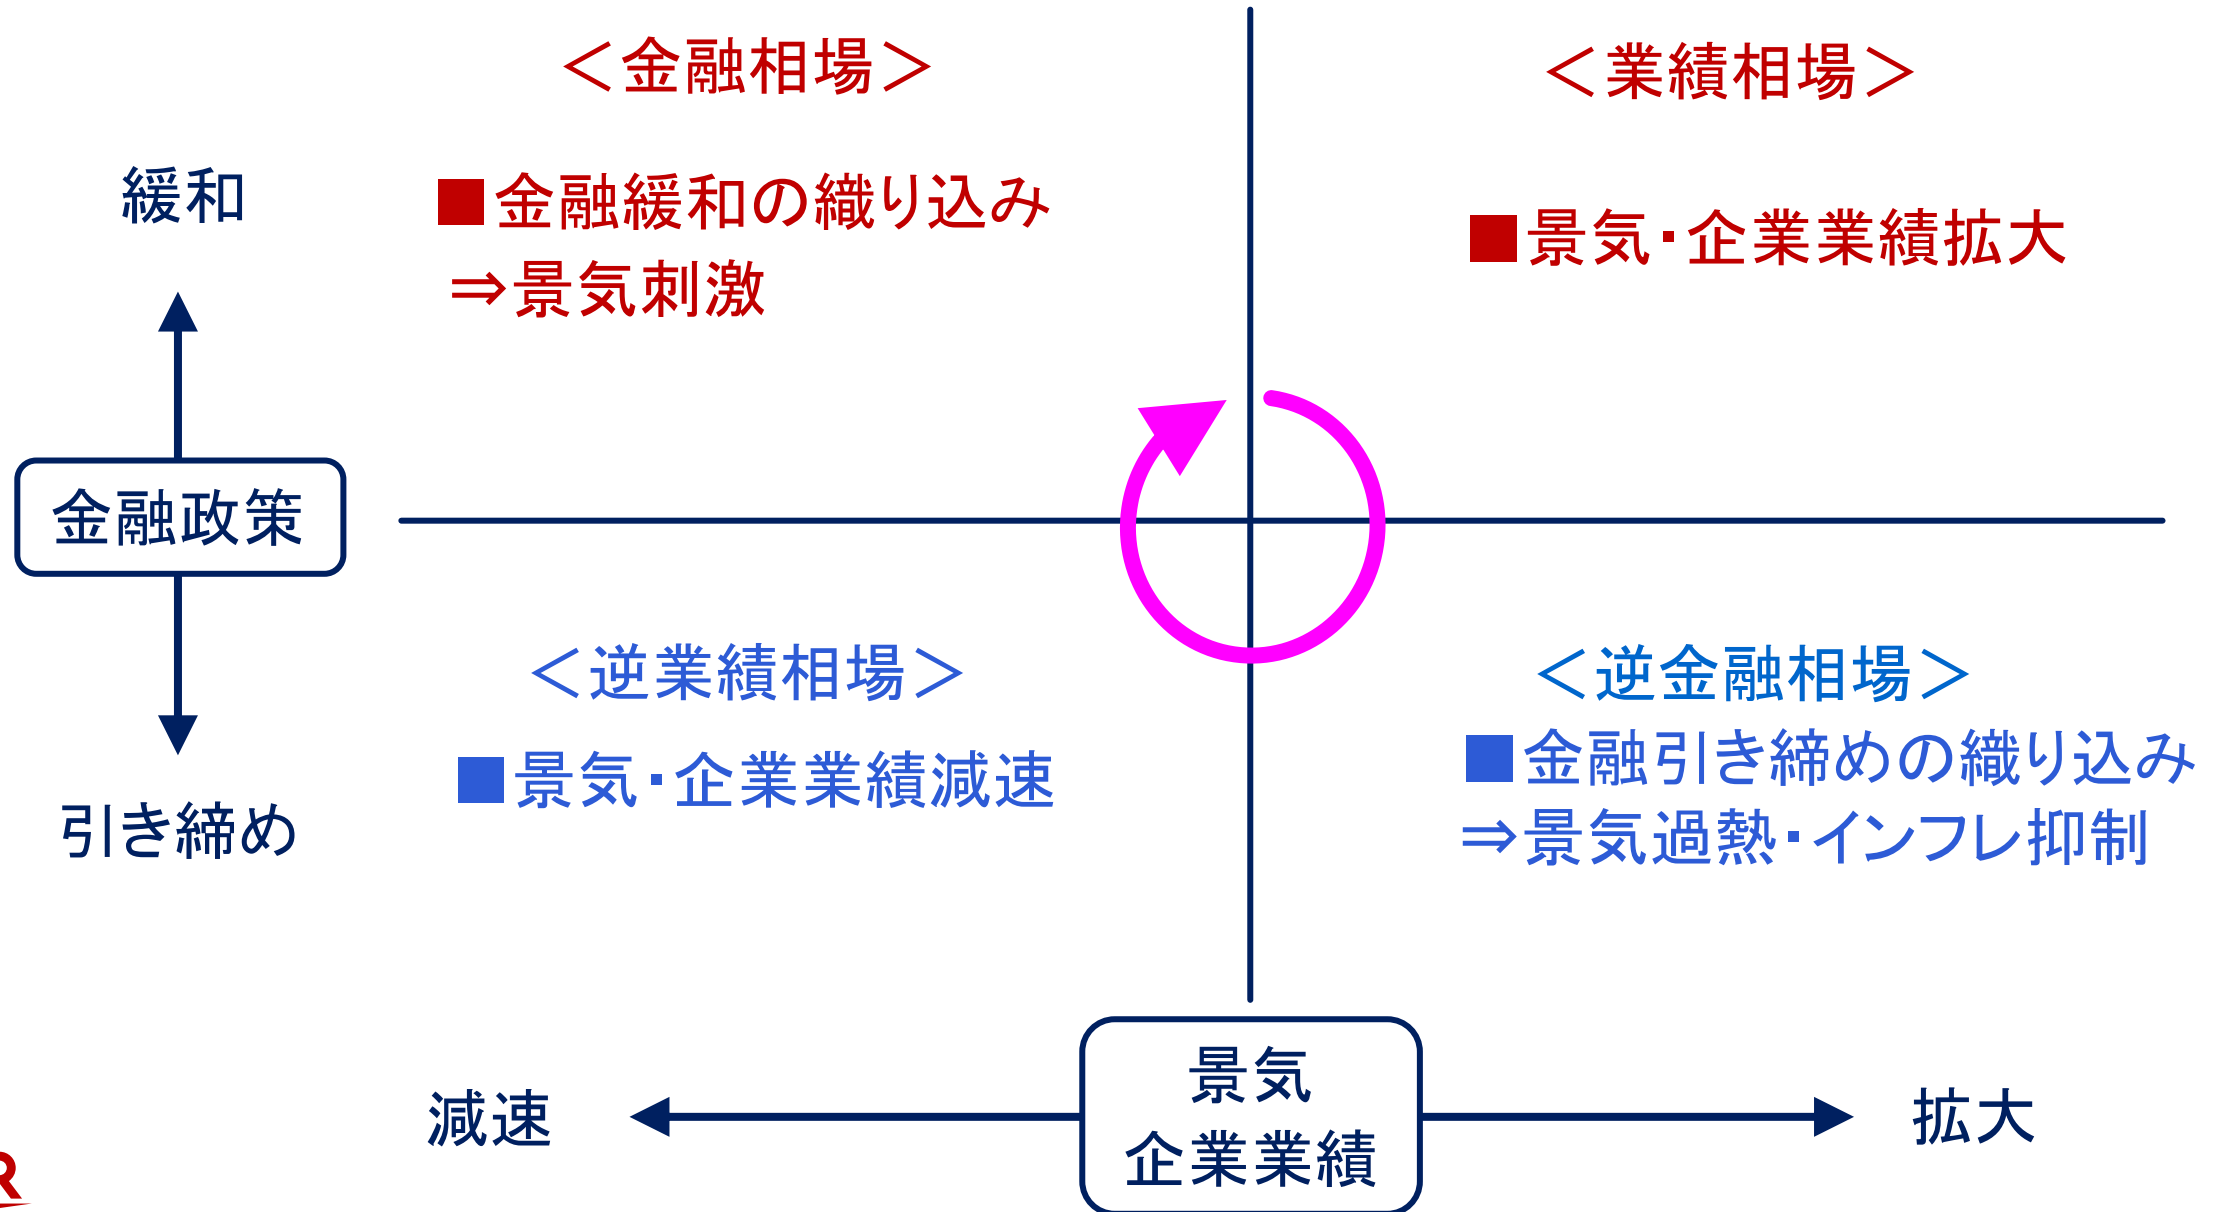 ＜金融相場＞
■金融緩和の織り込み
⇒景気刺激
＜業績相場＞
■景気･企業業績拡大
緩和
金融政策
引き締め
＜逆業績相場＞
■景気･企業業績減速
＜逆金融相場＞
■金融引き締めの織り込み
⇒景気過熱･インフレ抑制
減速
景気
企業業績
拡大
R